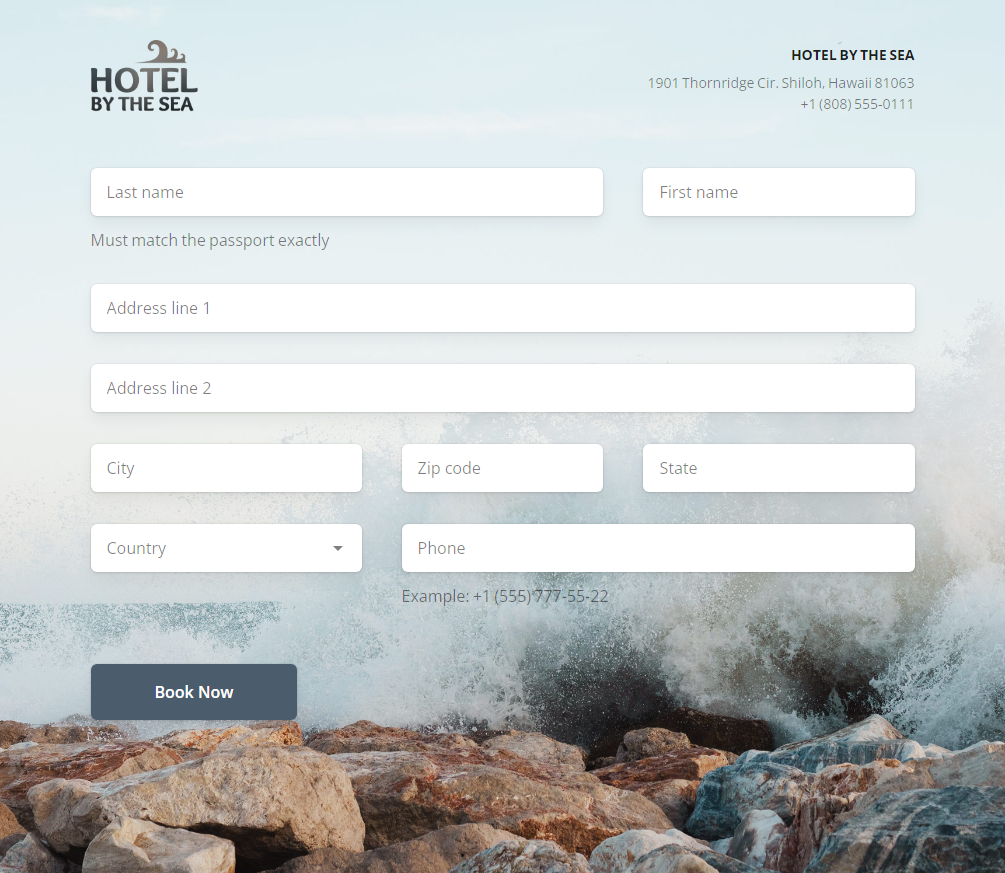 HOTEL
BY THE SEA
HOTEL BY THE SEA
1901 Thornridge Cir. Shiloh, Hawaii 81063
+1 (808) 555-0111
Last name
First name
Must match the passport exactly
Address line 1
Address line 2
City
Zip code
State
Country
Phone
Example: +1 (555) 777-55-22
Book Now